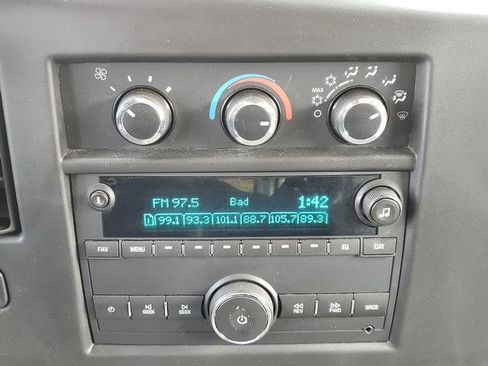 MAX
FM 97.5 Bad 1:42
1 99.1 93.3 101.1 88.7 105.7 89.3
FAV MENU EQ CAT
SEEK SEEK REV FWD SRCE